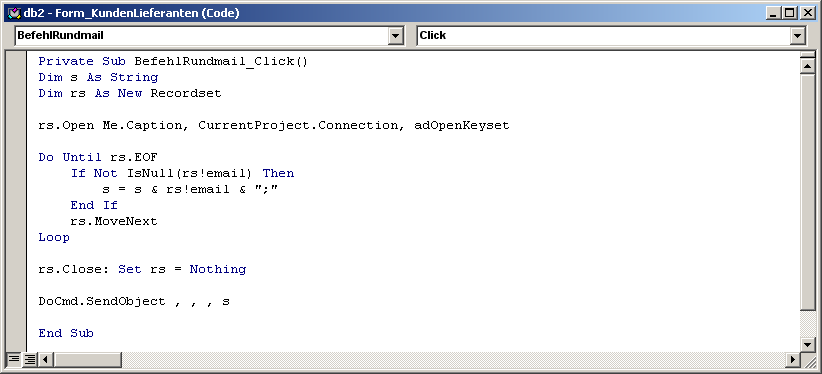 db2 - Form_KundenLieferanten (Code)
BefehlRundmail Click
Private Sub BefehlRundmail_Click()
Dim s As String
Dim rs As New Recordset
rs.Open Me.Caption, CurrentProject.Connection, adOpenKeyset
Do Until rs.EOF
    If Not IsNull(rs!email) Then
        s = s & rs!email & ";"
    End If
    rs.MoveNext
Loop
rs.Close: Set rs = Nothing
DoCmd.SendObject , , , s
End Sub